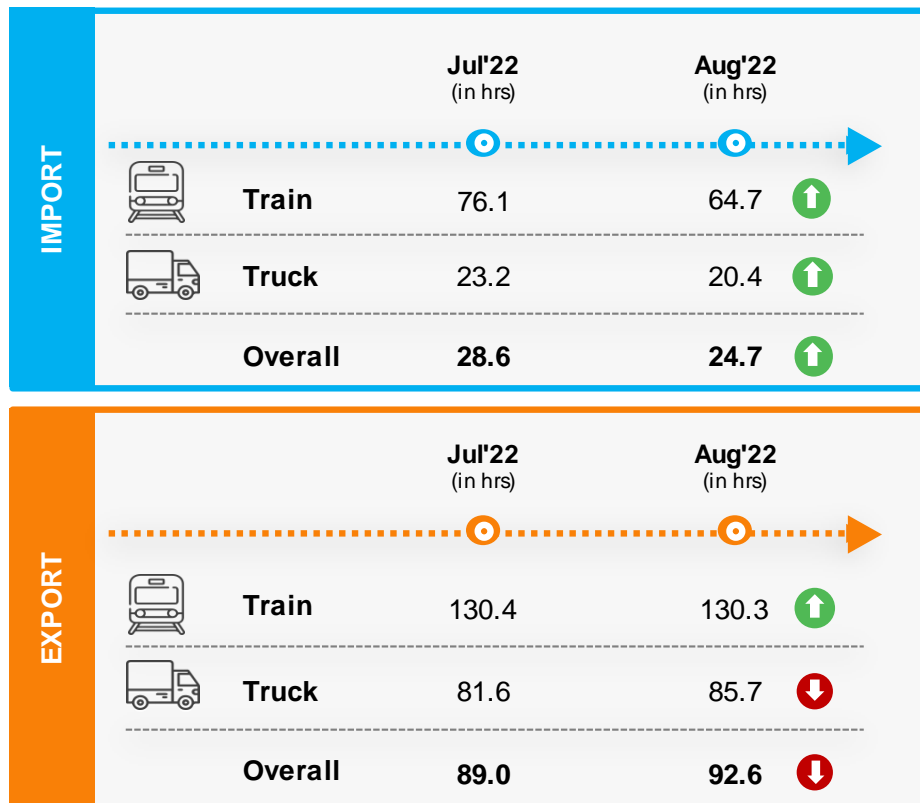 IMPORT
Jul'22 Aug'22
(in hrs) (in hrs)
Train 76.1 64.7
Truck 23.2 20.4
Overall 28.6 24.7
EXPORT
Jul'22 Aug'22
(in hrs) (in hrs)
Train 130.4 130.3
Truck 81.6 85.7
Overall 89.0 92.6